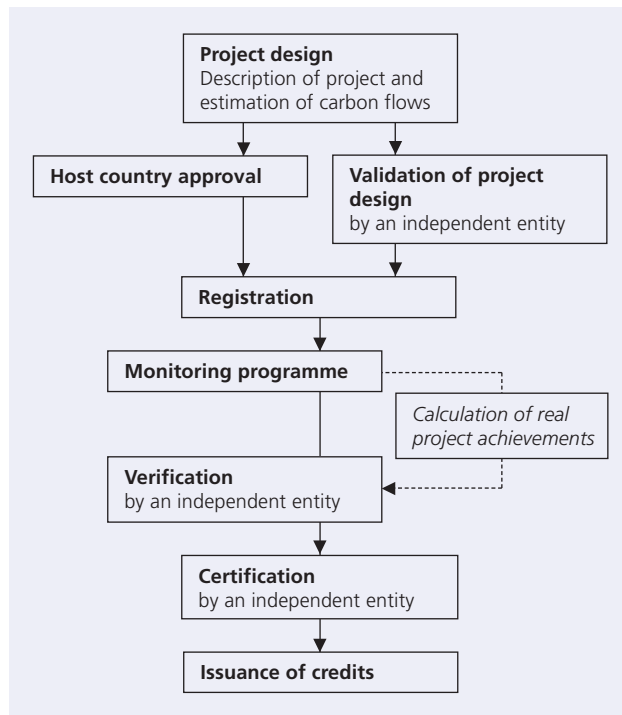 Project design
Description of project and
estimation of carbon flows
Host country approval
Validation of project
design
by an independent entity
Registration
Monitoring programme
Calculation of real
project achievements
Verification
by an independent entity
Certification
by an independent entity
Issuance of credits